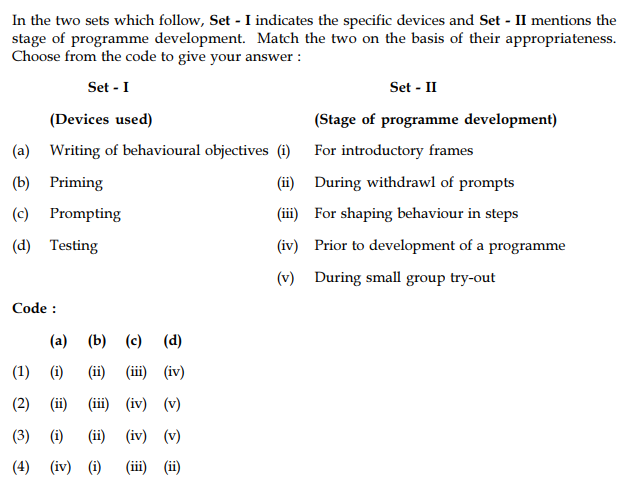 In the two sets which follow, Set - I indicates the specific devices and Set - II mentions the
stage of programme development. Match the two on the basis of their appropriateness.
Choose from the code to give your answer :
Set - I Set - II
(Devices used) (Stage of programme development)
(a) Writing of behavioural objectives (i) For introductory frames
(b) Priming (ii) During withdrawl of prompts
(c) Prompting (iii) For shaping behaviour in steps
(d) Testing (iv) Prior to development of a programme
(v) During small group try-out
Code :
(a) (b) (c) (d)
(1) (i) (ii) (iii) (iv)
(2) (ii) (iii) (iv) (v)
(3) (i) (ii) (iv) (v)
(4) (iv) (i) (iii) (ii)